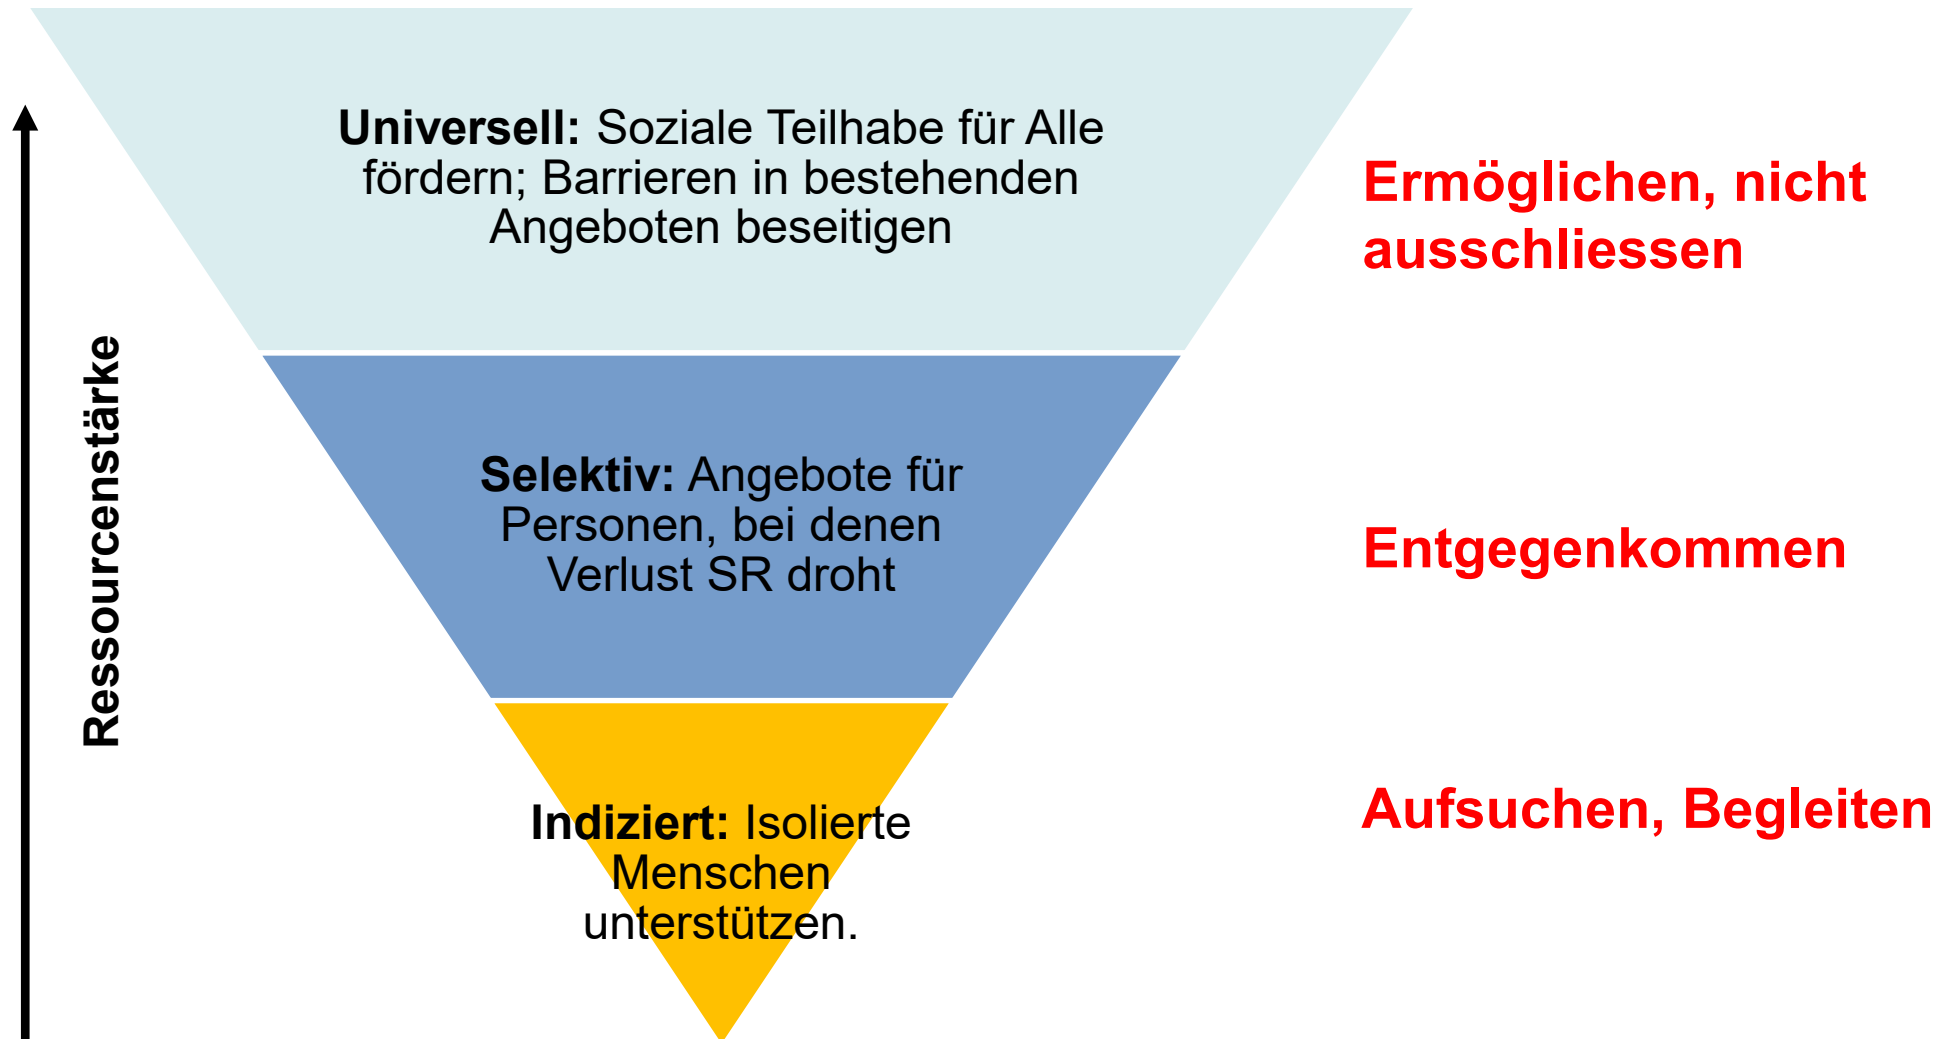 Universell: Soziale Teilhabe für Alle
fördern; Barrieren in bestehenden
Angeboten beseitigen
Ermöglichen, nicht
ausschliessen
Ressourcenstärke
Selektiv: Angebote für
Personen, bei denen
Verlust SR droht
Entgegenkommen
Indiziert: Isolierte
Menschen
unterstützen.
Aufsuchen, Begleiten